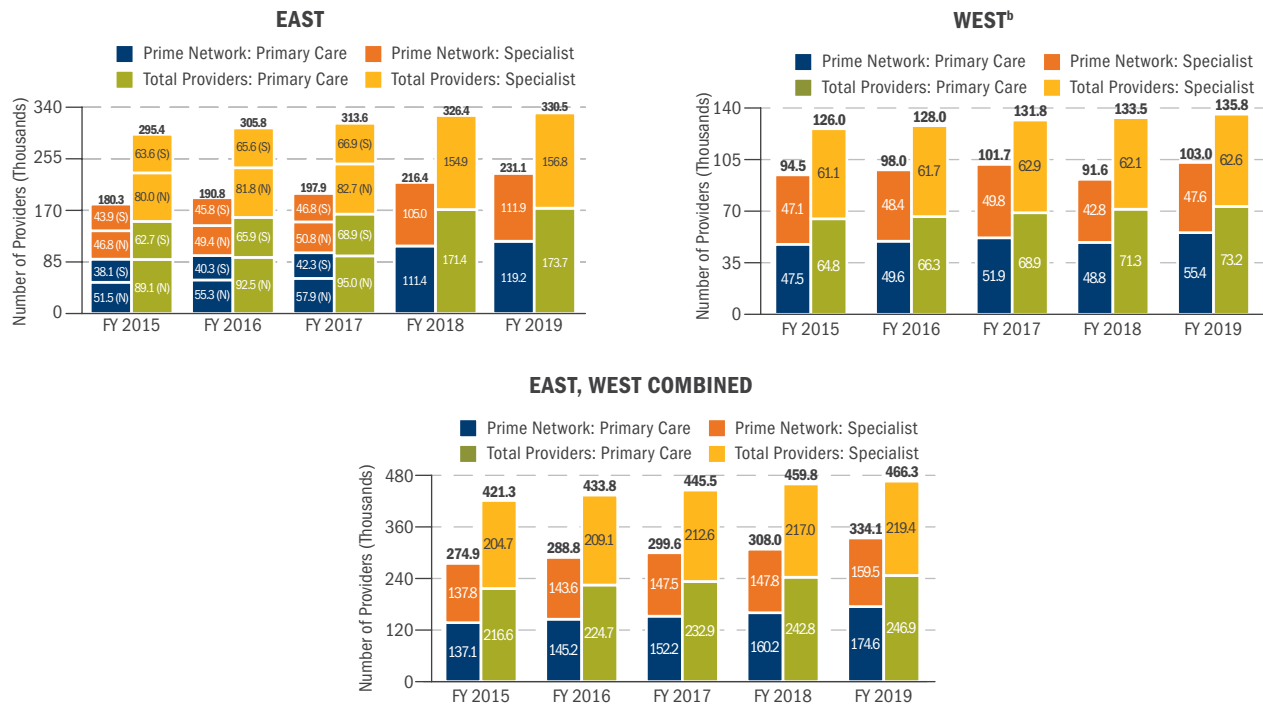 EAST
Prime Network: Primary Care
Prime Network: Specialist
Total Providers: Primary Care
Total Providers: Specialist
Number of Providers (Thousands)
340
255
170
85
0
180.3
43.9 (S)
46.8 (N)
38.1 (S)
51.5 (N)
295.4
63.6 (S)
80.0 (N)
62.7 (S)
89.1 (N)
190.8
45.8 (S)
49.4 (N)
40.3 (S)
55.3 (N)
305.8
65.6 (S)
81.8 (N)
65.9 (S)
92.5 (N)
197.9
46.8 (S)
50.8 (N)
42.3 (S)
57.9 (N)
313.6
66.9 (S)
82.7 (N)
68.9 (S)
95.0 (N)
216.4
105.0
111.4
326.4
154.9
171.4
231.1
111.9
119.2
330.5
156.8
173.7
FY 2015
FY 2016
FY 2017
FY 2018
FY 2019
WESTb
Prime Network: Primary Care
Prime Network: Specialist
Total Providers: Primary Care
Total Providers: Specialist
Number of Providers (Thousands)
140
105
70
35
0
94.5
47.1
47.5
126.0
61.1
64.8
98.0
48.4
49.6
128.0
61.7
66.3
101.7
49.8
51.9
131.8
62.9
68.9
91.6
42.8
48.8
133.5
62.1
71.3
103.0
47.6
55.4
135.8
62.6
73.2
FY 2015
FY 2016
FY 2017
FY 2018
FY 2019
EAST, WEST COMBINED
Prime Network: Primary Care
Prime Network: Specialist
Total Providers: Primary Care
Total Providers: Specialist
Number of Providers (Thousands)
480
360
240
120
0
274.9
137.8
137.1
421.3
204.7
216.6
288.8
143.6
145.2
433.8
209.1
224.7
299.6
147.5
152.2
445.5
212.6
232.9
308.0
147.8
160.2
459.8
217.0
242.8
334.1
159.5
174.6
466.3
219.4
246.9
FY 2015
FY 2016
FY 2017
FY 2018
FY 2019